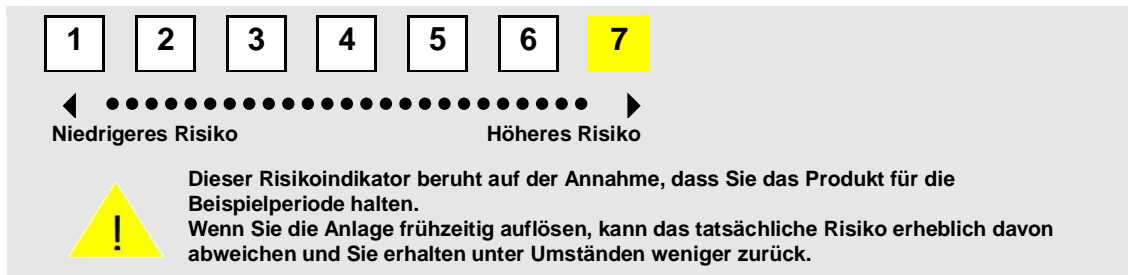 1 2 3 4 5 6 7
Niedrigeres Risiko Höheres Risiko
Dieser Risikoindikator beruht auf der Annahme, dass Sie das Produkt für die
Beispielperiode halten.
Wenn Sie die Anlage frühzeitig auflösen, kann das tatsächliche Risiko erheblich davon
abweichen und Sie erhalten unter Umständen weniger zurück.
!